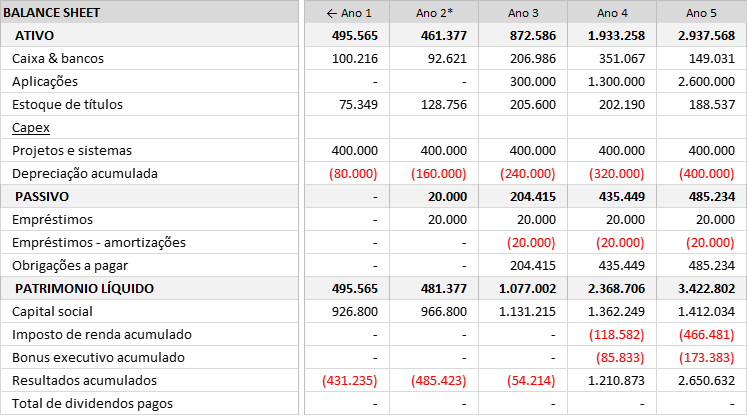 BALANCE SHEET ← Ano 1 Ano 2* Ano 3 Ano 4 Ano 5
ATIVO 495.565 461.377 872.586 1.933.258 2.937.568
Caixa & bancos 100.216 92.621 206.986 351.067 149.031
Aplicações - - 300.000 1.300.000 2.600.000
Estoque de títulos 75.349 128.756 205.600 202.190 188.537
Capex
Projetos e sistemas 400.000 400.000 400.000 400.000 400.000
Depreciação acumulada (80.000) (160.000) (240.000) (320.000) (400.000)
PASSIVO - 20.000 204.415 435.449 485.234
Empréstimos 20.000 20.000 20.000 20.000
Empréstimos - amortizações - - (20.000) (20.000) (20.000)
Obrigações a pagar - - 204.415 435.449 485.234
PATRIMONIO LÍQUIDO 495.565 481.377 1.077.002 2.368.706 3.422.802
Capital social 926.800 966.800 1.131.215 1.362.249 1.412.034
Imposto de renda acumulado - - - (118.582) (466.481)
Bonus executivo acumulado - - - (85.833) (173.383)
Resultados acumulados (431.235) (485.423) (54.214) 1.210.873 2.650.632
Total de dividendos pagos - - - - -